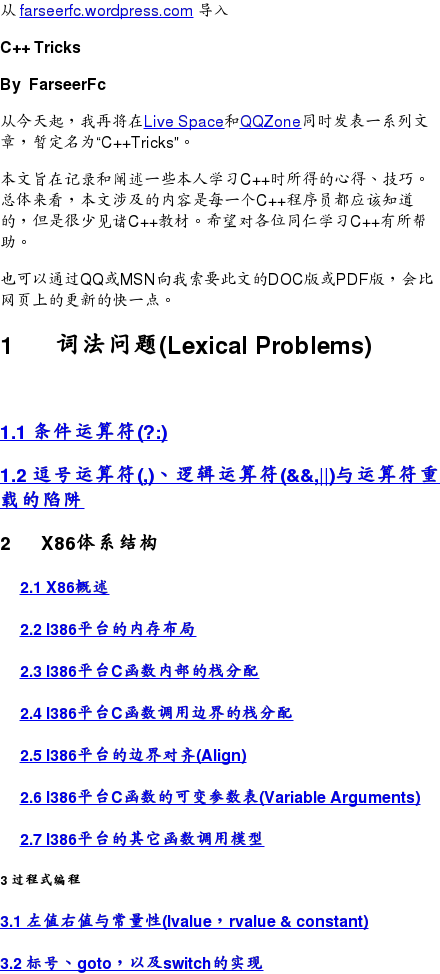 从 farseerfc.wordpress.com 导入
C++ Tricks
By FarseerFc
从今天起，我再将在Live Space和QQZone同时发表一系列文
章，暂定名为“C++Tricks”。
本文旨在记录和阐述一些本人学习C++时所得的心得、技巧。
总体来看，本文涉及的内容是每一个C++程序员都应该知道
的，但是很少见诸C++教材。希望对各位同仁学习C++有所帮
助。
也可以通过QQ或MSN向我索要此文的DOC版或PDF版，会比
网页上的更新的快一点。
1 词法问题(Lexical Problems)
1.1 条件运算符(?:)
1.2 逗号运算符(,)、逻辑运算符(&&,||)与运算符重
载的陷阱
2 X86体系结构
2.1 X86概述
2.2 I386平台的内存布局
2.3 I386平台C函数内部的栈分配
2.4 I386平台C函数调用边界的栈分配
2.5 I386平台的边界对齐(Align)
2.6 I386平台C函数的可变参数表(Variable Arguments)
2.7 I386平台的其它函数调用模型
3 过程式编程
3.1 左值右值与常量性(lvalue，rvalue & constant)
3.2 标号、goto，以及switch的实现